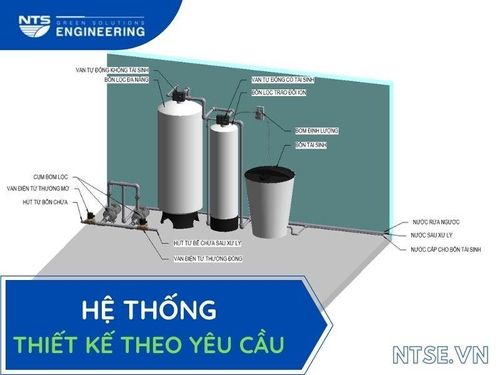 NTS
GREEN SOLUTIONS
ENGINEERING
VAN TỰ ĐỘNG KHÔNG TÁI SINH
BỒN LỌC ĐA NĂNG
VAN TỰ ĐỘNG CÓ TÁI SINH
BỒN LỌC TRAO ĐỔI ION
BƠM ĐỊNH LƯỢNG
BỒN TÁI SINH
CỤM BƠM LỌC
VAN ĐIỆN TỪ THƯỜNG MỞ
HÚT TỪ BỒN CHỨA
NƯỚC RỬA NGƯỢC
NƯỚC SAU XỬ LÝ
NƯỚC CẤP CHO BỒN TÁI SINH
HÚT TỪ BỂ CHỨA SAU XỬ LÝ
VAN ĐIỆN TỪ THƯỜNG ĐÓNG
HỆ THỐNG
THIẾT KẾ THEO YÊU CẦU
NTSE.VN